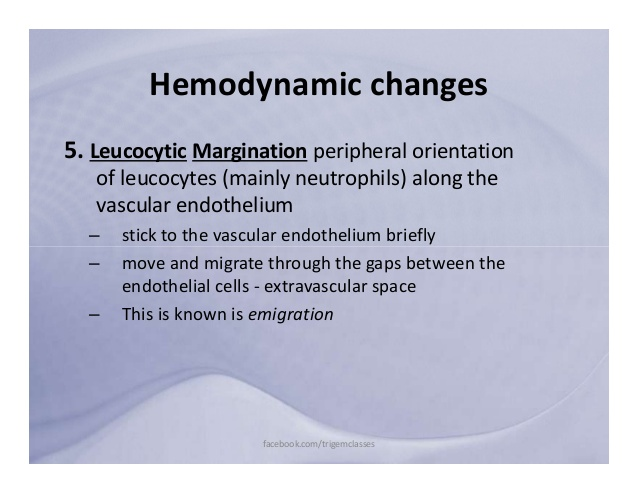 Hemodynamic changes
5. Leucocytic Margination peripheral orientation
of leucocytes (mainly neutrophils) along the
vascular endothelium
– stick to the vascular endothelium briefly
– move and migrate through the gaps between the
endothelial cells - extravascular space
– This is known is emigration
facebook.com/trigemclasses